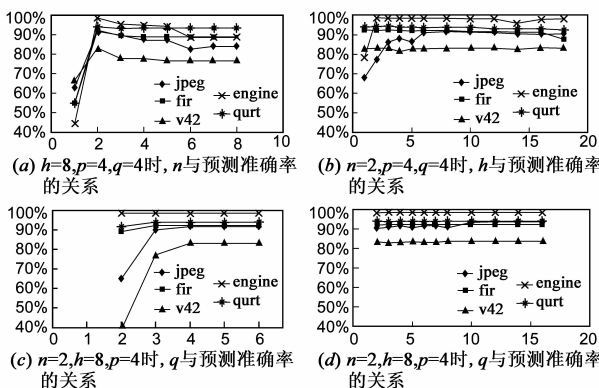 100%
90%
80%
70%
60%
50%
40%
0 2 4 6 8 10
jpeg
fir
v42
engine
qurt
(a) h=8,p=4,q=4时, n与预测准确率
的关系
100%
90%
80%
70%
60%
50%
40%
0 5 10 15 20
jpeg
fir
v42
engine
qurt
(b) n=2,p=4,q=4时, h与预测准确率
的关系
100%
90%
80%
70%
60%
50%
40%
0 1 2 3 4 5 6
jpeg
fir
v42
engine
qurt
(c) n=2,h=8,p=4时, q与预测准确率
的关系
100%
90%
80%
70%
60%
50%
40%
0 5 10 15 20
jpeg
fir
v42
engine
qurt
(d) n=2,h=8,p=4时, q与预测准确率
的关系